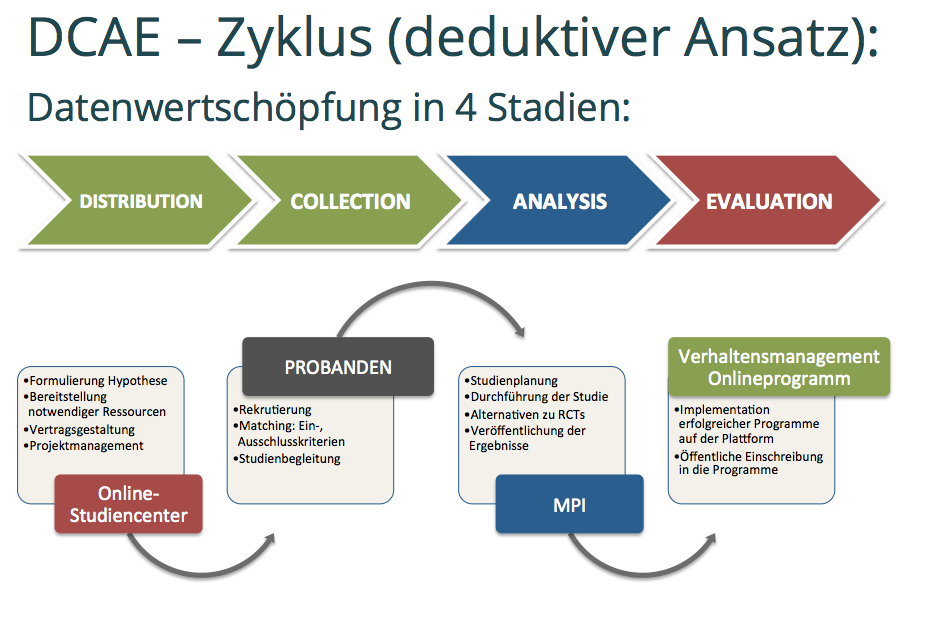 DCAE – Zyklus (deduktiver Ansatz):
Datenwertschöpfung in 4 Stadien:
DISTRIBUTION
COLLECTION
ANALYSIS
EVALUATION
•Formulierung Hypothese
•Bereitstellung
notwendiger Ressourcen
•Vertragsgestaltung
•Projektmanagement
Online-
Studiencenter
PROBANDEN
•Rekrutierung
•Matching: Ein-,
Ausschlusskriterien
•Studienbegleitung
•Studienplanung
•Durchführung der Studie
•Alternativen zu RCTs
•Veröffentlichung der
Ergebnisse
MPI
Verhaltensmanagement
Onlineprogramm
•Implementation
erfolgreicher Programme
auf der Plattform
•Öffentliche Einschreibung
in die Programme